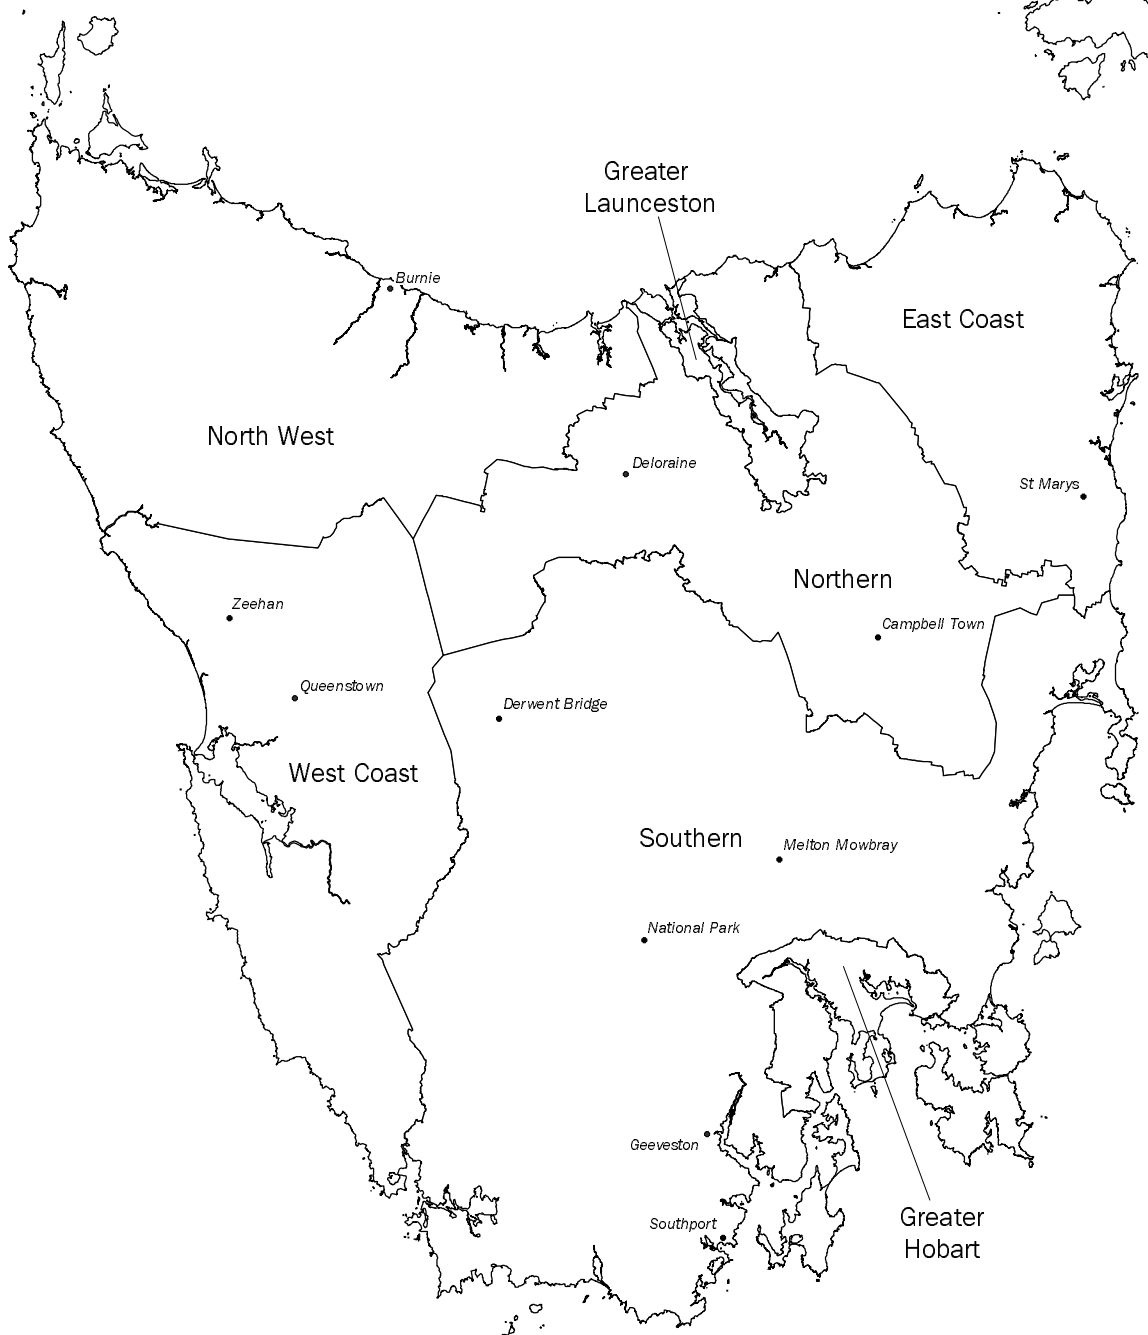 Greater
Launceston
Burnie
East Coast
North West
Deloraine
St Marys
Northern
Zeehan
Campbell Town
Queenstown
Derwent Bridge
West Coast
Southern
Melton Mowbray
National Park
Geeveston
Southport
Greater
Hobart